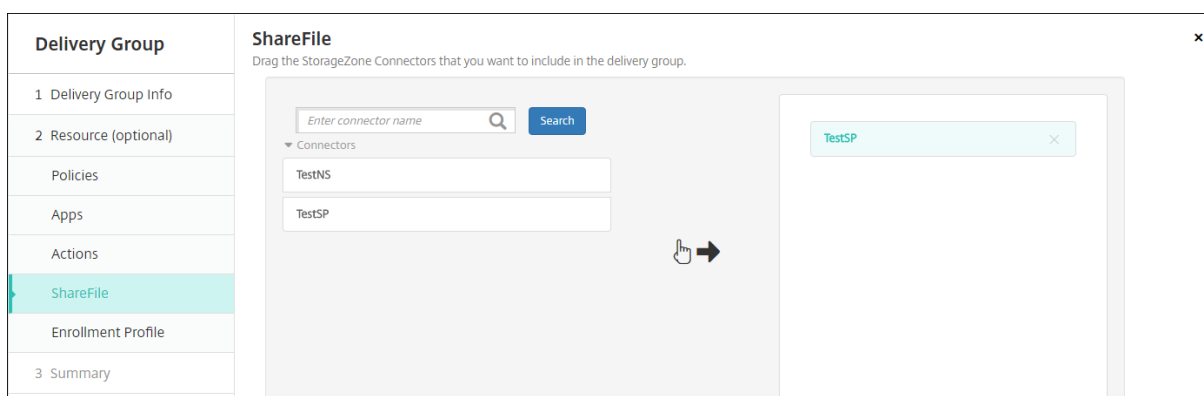 Delivery Group
1 Delivery Group Info
2 Resource (optional)
Policies
Apps
Actions
ShareFile
Enrollment Profile
3 Summary
ShareFile
Drag the StorageZone Connectors that you want to include in the delivery group.
Enter connector name
Search
Connectors
TestNS
TestSP
TestSP